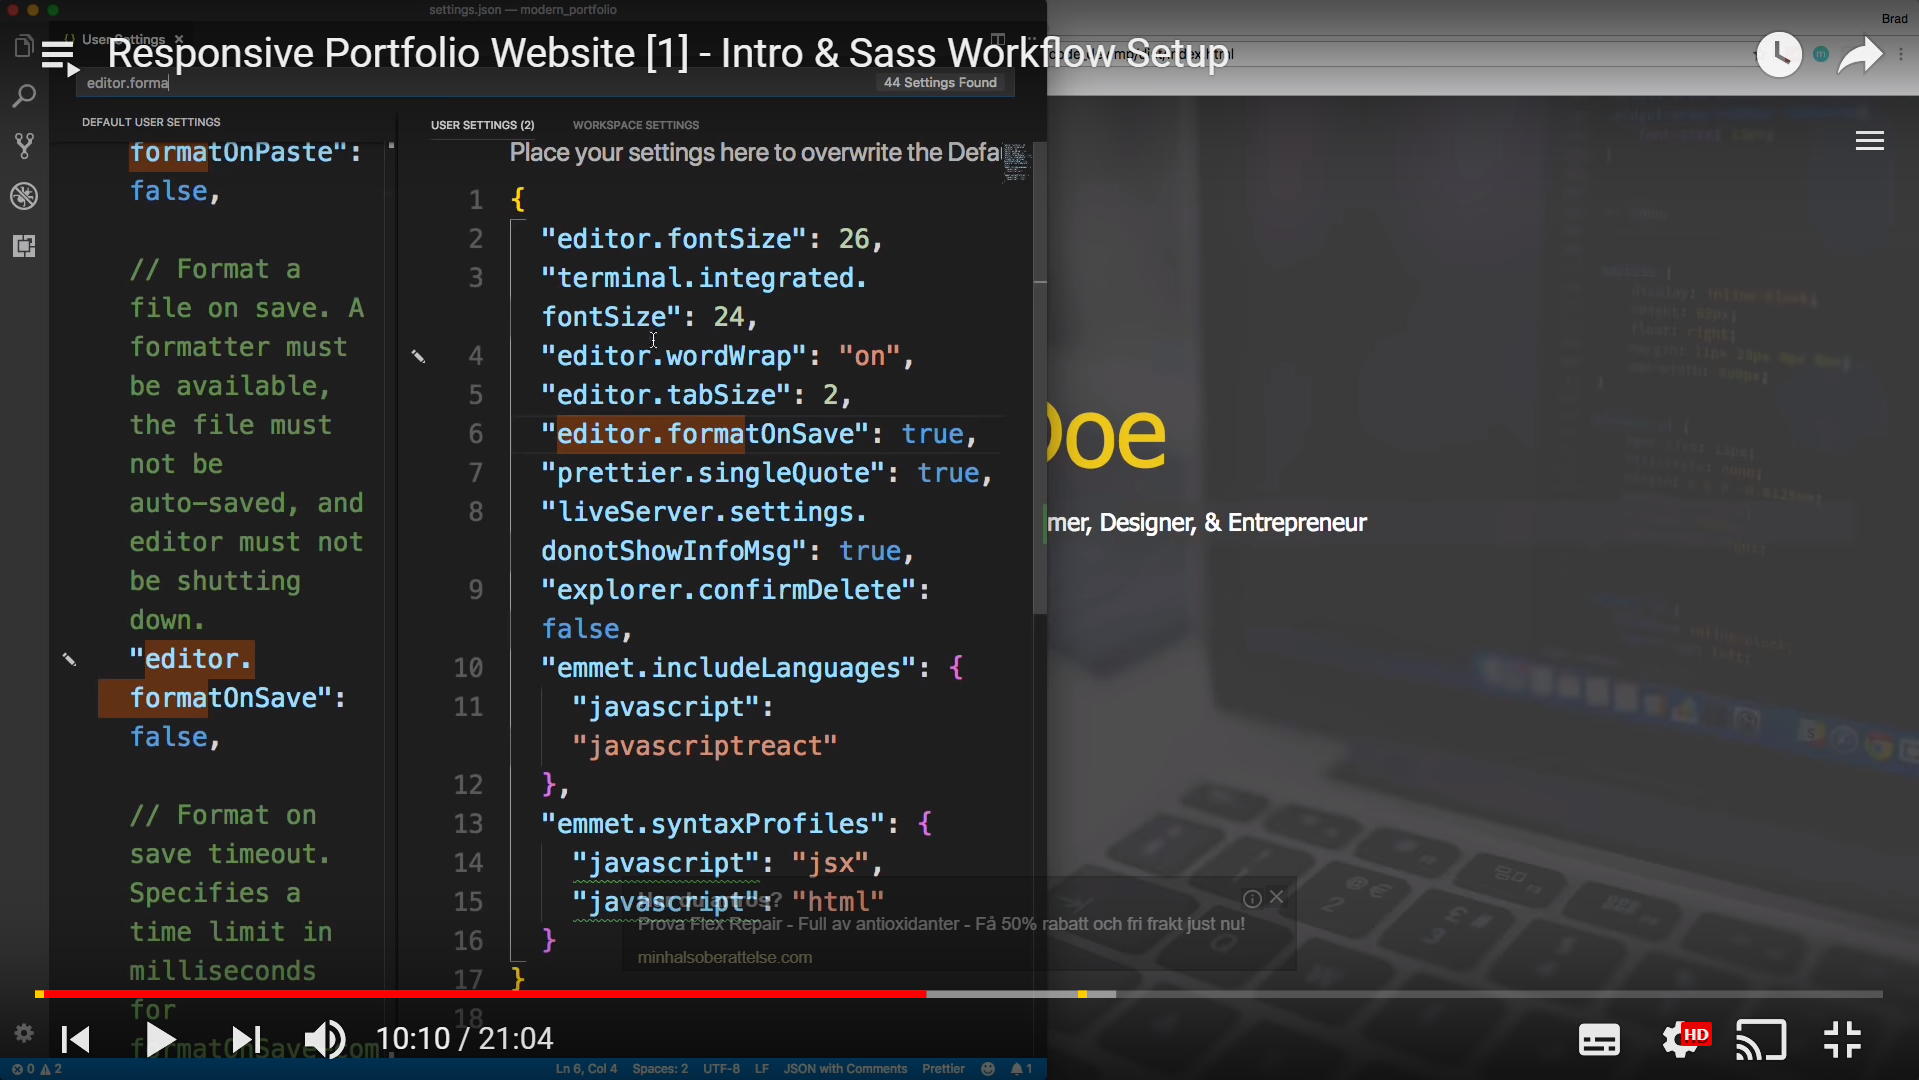 settings.json — modern_portfolio
Brad
User Settings
Responsive Portfolio Website [1] - Intro & Sass Workflow Setup
editor.forma
44 Settings Found
DEFAULT USER SETTINGS
USER SETTINGS (2)
WORKSPACE SETTINGS
formatOnPaste":
false,
// Format a
file on save. A
formatter must
be available,
the file must
not be
auto-saved, and
editor must not
be shutting
down.
"editor.
formatOnSave":
false,
// Format on
save timeout.
Specifies a
time limit in
milliseconds
for
formatOnSave
Place your settings here to overwrite the Defa
1 {
2 "editor.fontSize": 26,
3 "terminal.integrated.
fontSize": 24,
4 "editor.wordWrap": "on",
5 "editor.tabSize": 2,
6 "editor.formatOnSave": true,
7 "prettier.singleQuote": true,
8 "liveServer.settings.
donotShowInfoMsg": true,
9 "explorer.confirmDelete":
false,
10 "emmet.includeLanguages": {
11 "javascript":
"javascriptreact"
12 },
13 "emmet.syntaxProfiles": {
14 "javascript": "jsx",
15 "javascript": "html"
16 }
17 }
18
Doe
mer, Designer, & Entrepreneur
Prova Flex Repair - Full av antioxidanter - Få 50% rabatt och fri frakt just nu!
minhalsoberattelse.com
10:10 / 21:04
HD
0 2
Ln 6, Col 4 Spaces: 2 UTF-8 LF JSON with Comments Prettier 1